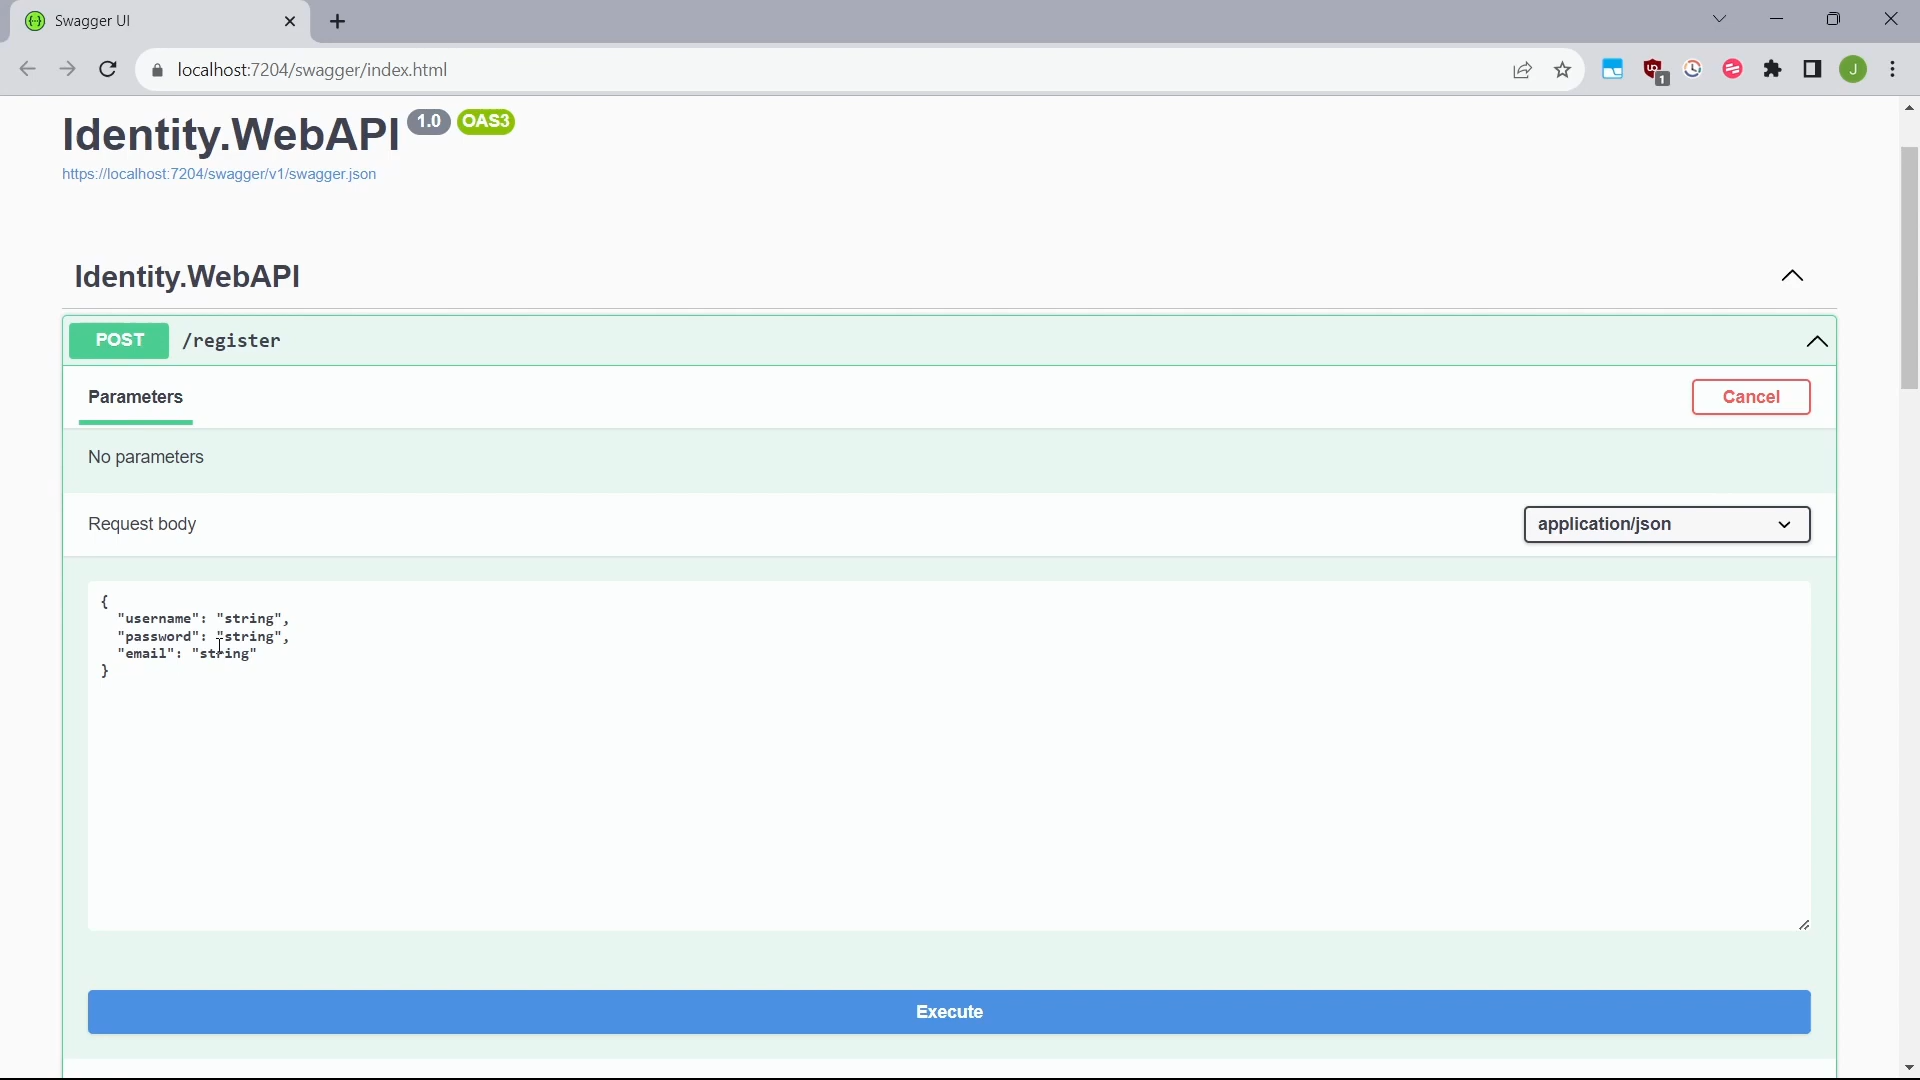 Swagger UI
localhost:7204/swagger/index.html
1
J
Identity.WebAPI 1.0 OAS3
https://localhost:7204/swagger/v1/swagger.json
Identity.WebAPI
POST /register
Parameters Cancel
No parameters
Request body application/json
{
"username": "string",
"password": "string",
"email": "string"
}
Execute